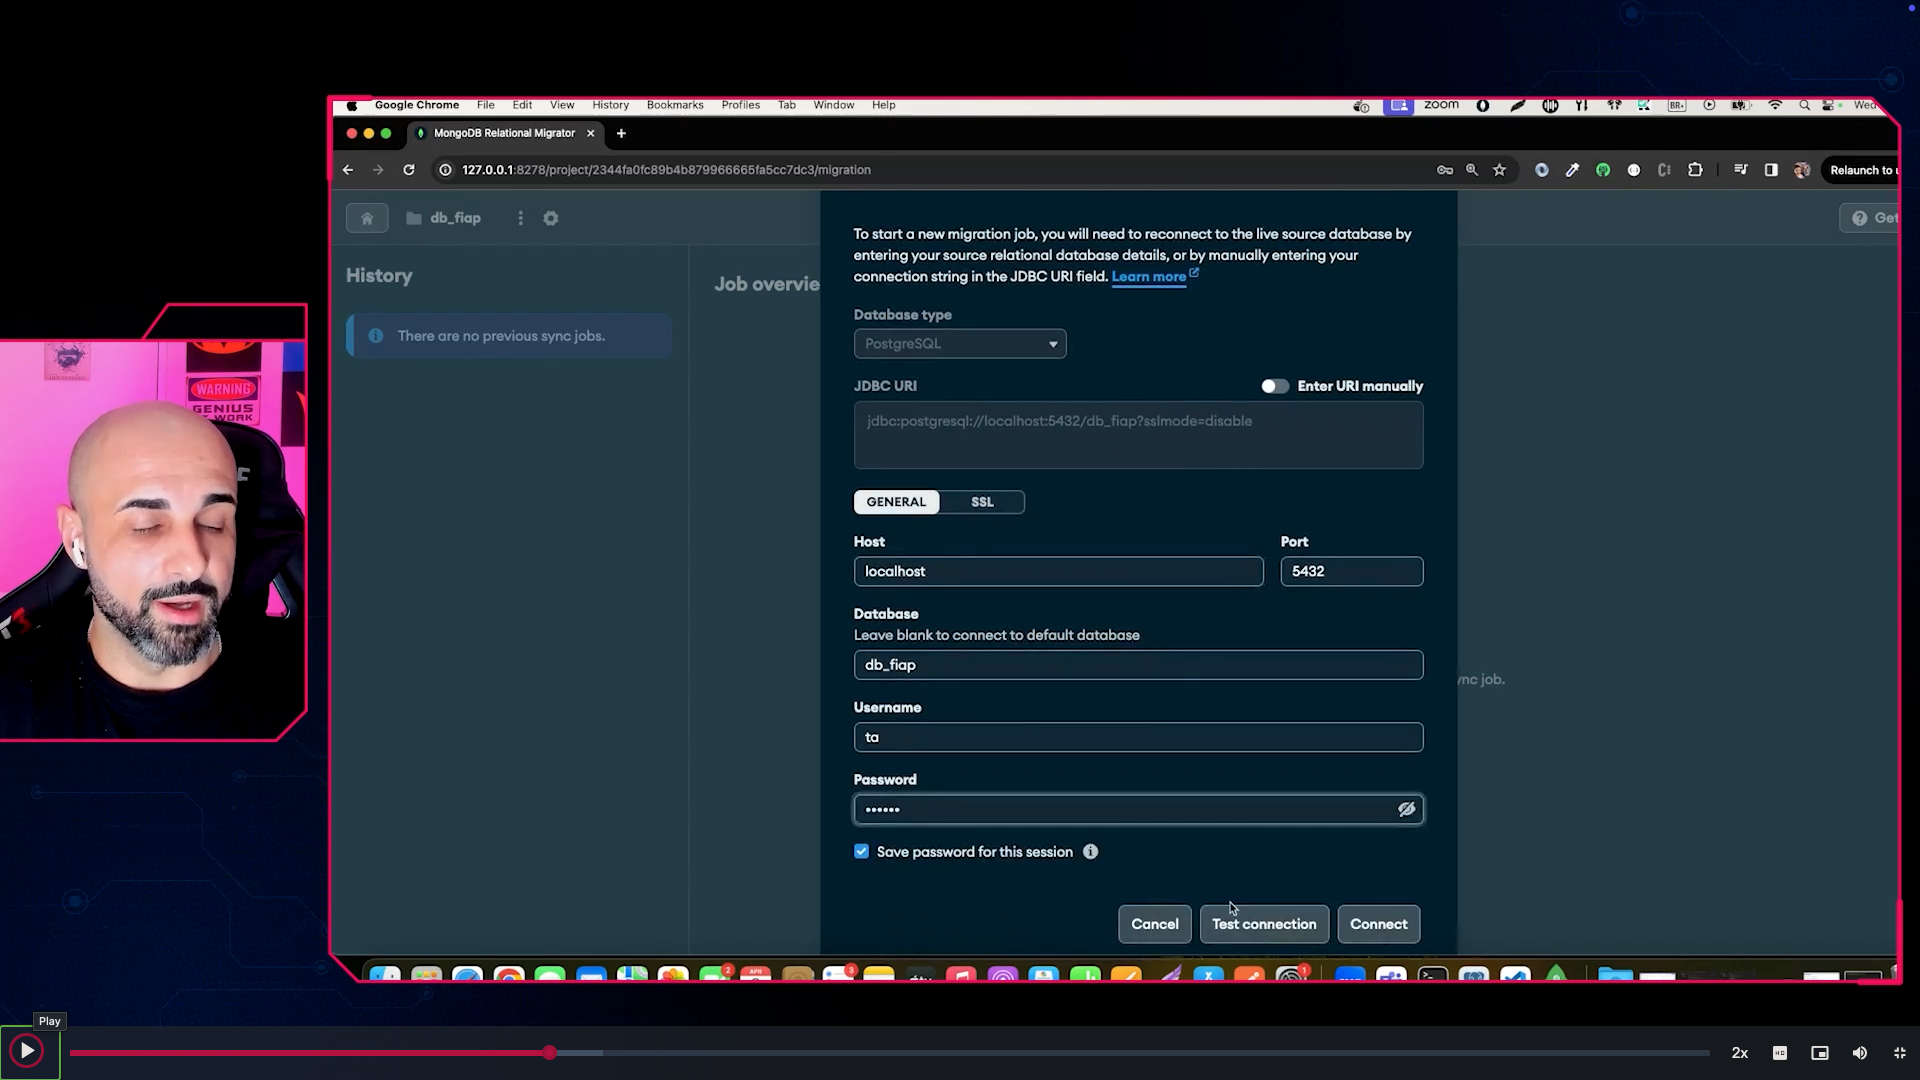 Google Chrome File Edit View History Bookmarks Profiles Tab Window Help zoom BR Wed
MongoDB Relational Migrator
127.0.0.1:8278/project/2344fa0fc89b4b879966665fa5cc7dc3/migration
Relaunch to u
db_fiap
Get
History
There are no previous sync jobs.
Job overvie
ync job.
To start a new migration job, you will need to reconnect to the live source database by
entering your source relational database details, or by manually entering your
connection string in the JDBC URI field. Learn more
Database type
PostgreSQL
JDBC URI
Enter URI manually
jdbc:postgresql://localhost:5432/db_fiap?sslmode=disable
GENERAL SSL
Host
Port
localhost
5432
Database
Leave blank to connect to default database
db_fiap
Username
ta
Password
••••••
Save password for this session
Cancel Test connection Connect
WARNING
GENIUS
AT WORK
APR
2
3
1
Play
2x
HD